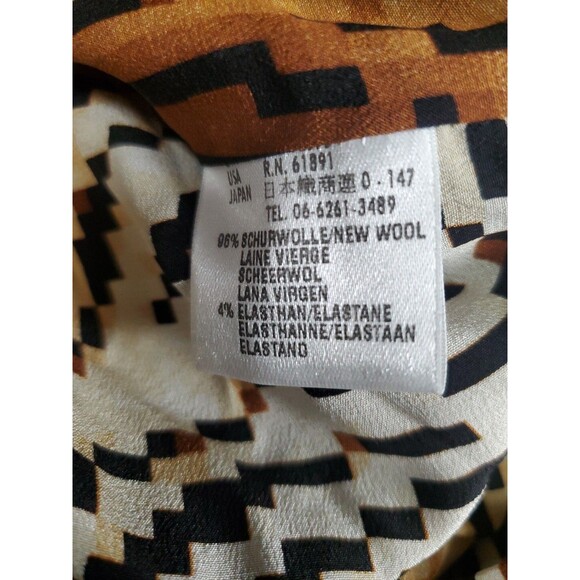 USA R.N. 61891
JAPAN 日本織商連 0 - 147
TEL. 06-6261-3489
96% SCHURWOLLE/NEW WOOL
LAINE VIERGE
SCHEERWOL
LANA VIRGEN
4% ELASTHAN/ELASTANE
ELASTHANNE/ELASTAAN
ELASTANO